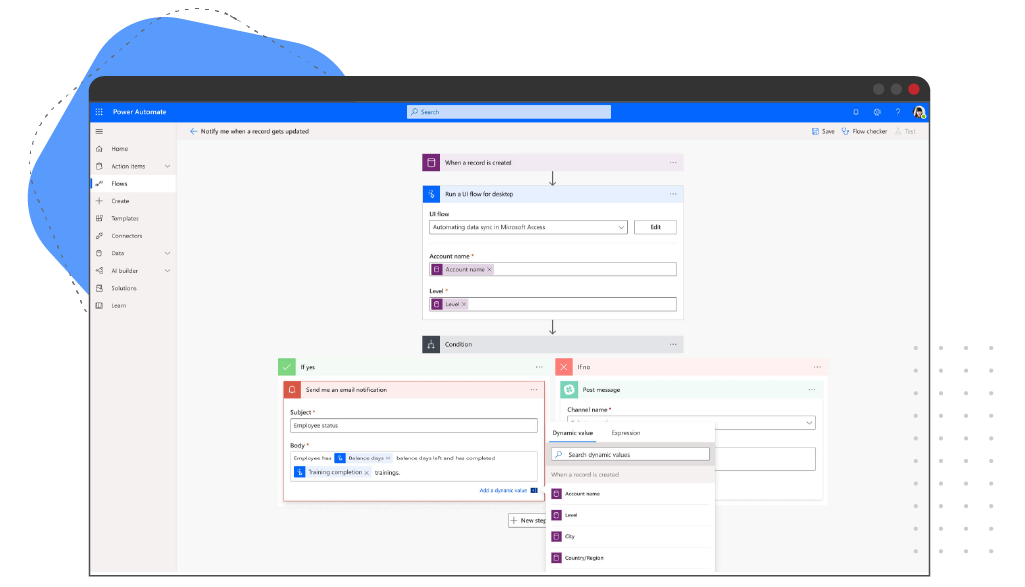 Power Automate
Search
?
Notify me when a record gets updated
Save
Flow checker
Test
Home
Action items
Flows
Create
Templates
Connectors
Data
AI builder
Solutions
Learn
When a record is created
Run a UI flow for desktop
UI flow
Automating data sync in Microsoft Access
Edit
Account name *
Account name ×
Level *
Level ×
Condition
If yes
Send me an email notification
Subject *
Employee status
Body *
Employee has Balance days × balance days left and has completed
Training completion × trainings.
Add a dynamic value
New step
If no
Post message
Channel name *
Dynamic value
Expression
Search dynamic values
When a record is created
Account name
Level
City
Country/Region